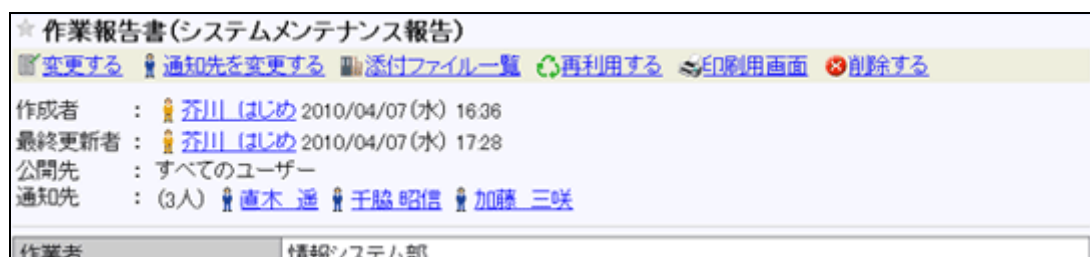 作業報告書(システムメンテナンス報告)
変更する 通知先を変更する 添付ファイル一覧 再利用する 印刷用画面 削除する
作成者 : 芥川 はじめ 2010/04/07(水) 16:36
最終更新者 : 芥川 はじめ 2010/04/07(水) 17:28
公開先 : すべてのユーザー
通知先 : (3人) 直木 遥 千脇 昭信 加藤 三咲
作業者 情報システム部